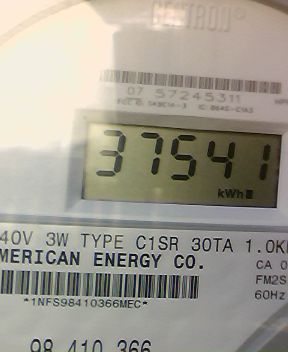 CENTRON®
07 57245311
37541
kWh
40V 3W TYPE C1SR 30TA 1.0K
MERICAN ENERGY CO.
CA 0
FM2S
60Hz
*1NFS98410366MEC*
98 410 366